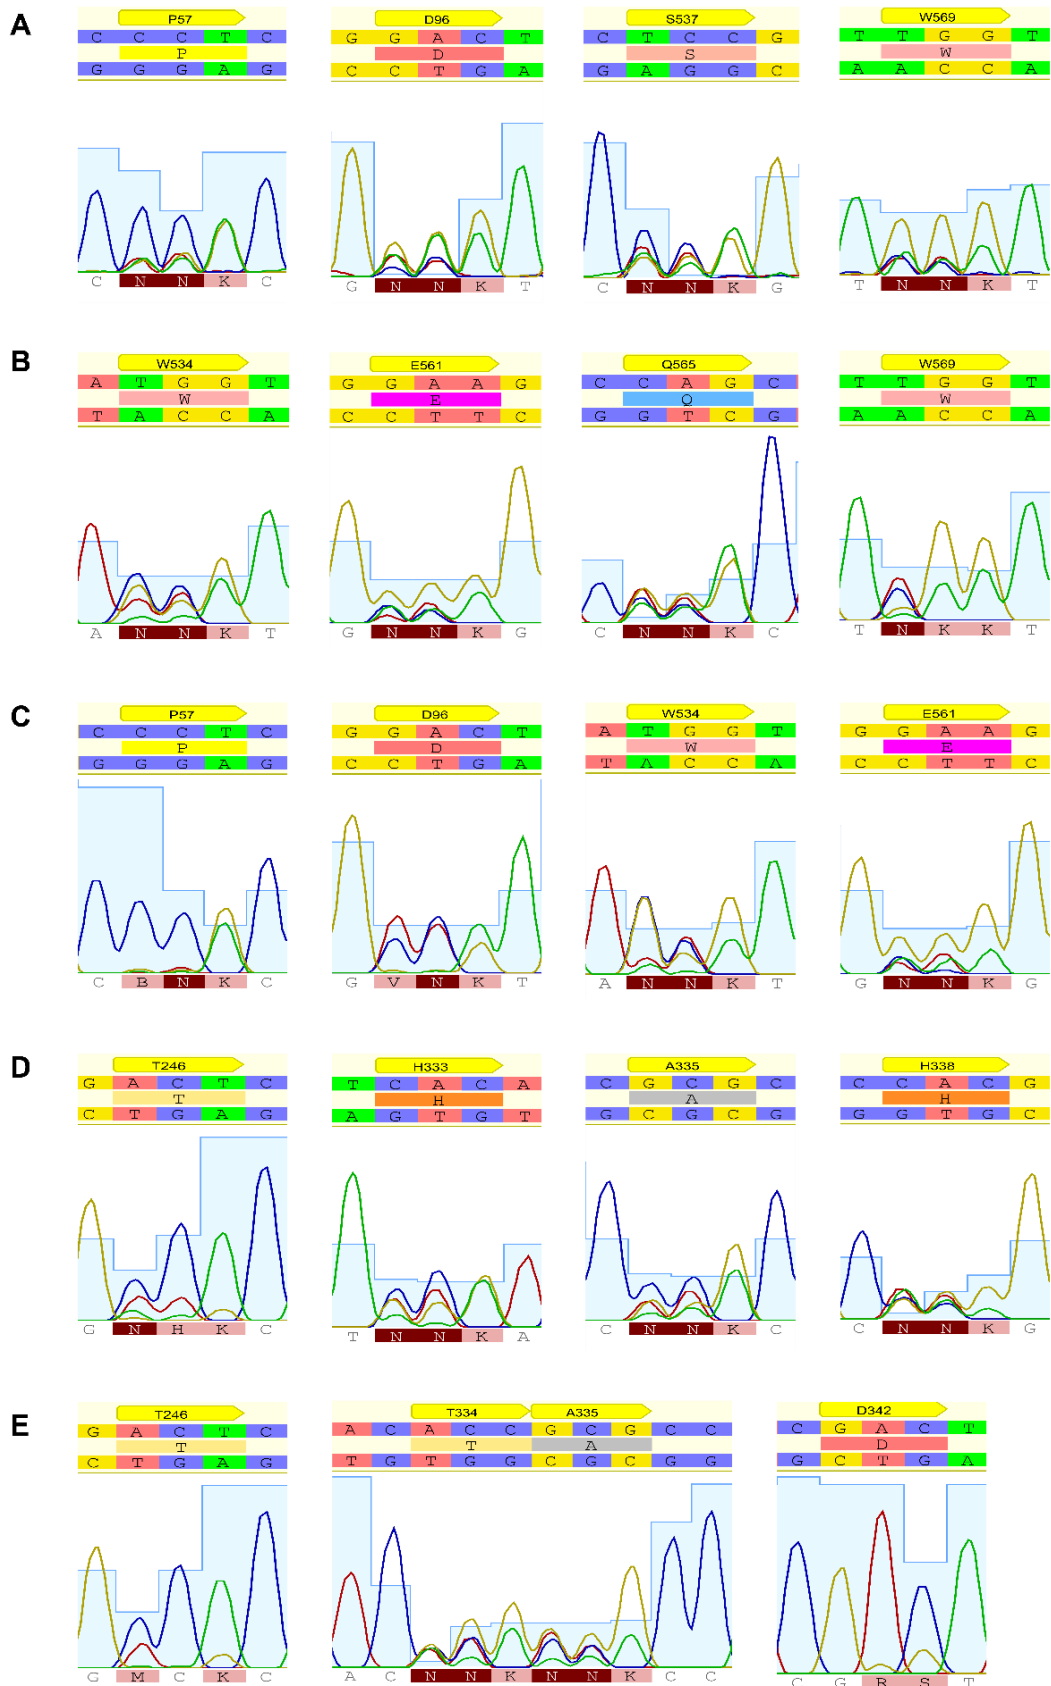 A
P57 D96 S537 W569
C C C T C G G A C T C T C C G T T G G T
P D S W
G G G A G C C T G A G A G G C A A C C A
C N N K C G N N K T C N N K G T N N K T
B
W534 E561 Q565 W569
A T G G T G G A A G C C A G C T T G G T
W E Q W
T A C C A C C T T C G G T C G A A C C A
A N N K T G N N K G C N N K C T N K K T
C
P57 D96 W534 E561
C C C T C G G A C T A T G G T G G A A G
P D W E
G G G A G C C T G A T A C C A C C T T C
C B N K C G V N K T A N N K T G N N K G
D
T246 H333 A335 H338
G A C T C T C A C A C G C G C C C A C G
T H A H
C T G A G A G T G T G C G C G G G T G C
G N H K C T N N K A C N N K C C N N K G
E
T246 T334 A335 D342
G A C T C A C A C C G C G C C C G A C T
T T A D
C T G A G T G T G G C G C G G G C T G A
G M C K C A C N N K N N K C C C G R S T